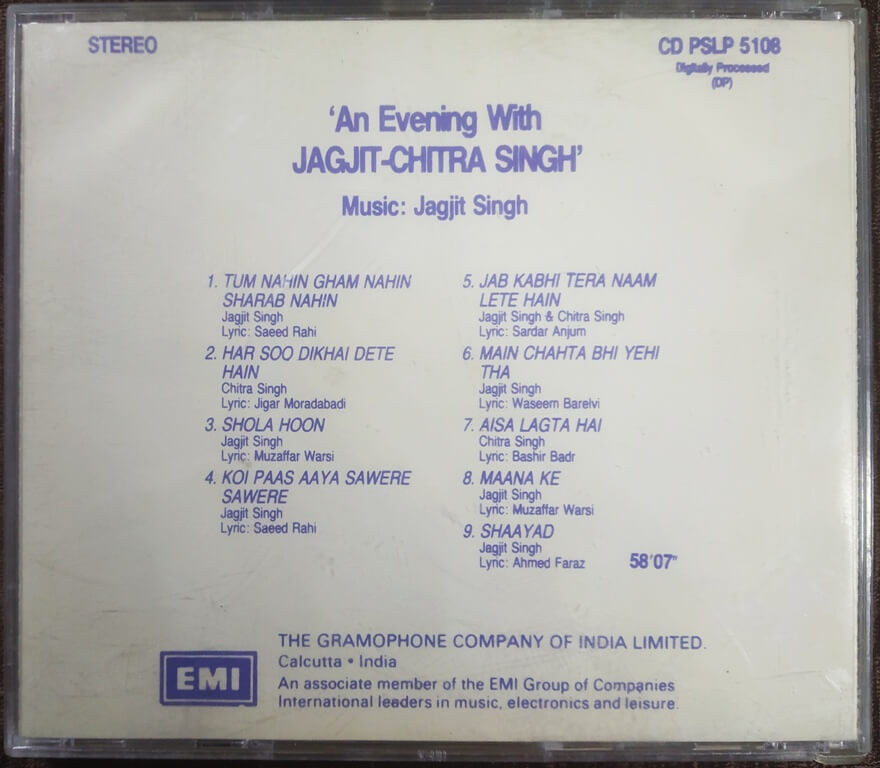 STEREO
CD PSLP 5108
Digitally Processed
(DP)
'An Evening With
JAGJIT-CHITRA SINGH'
Music: Jagjit Singh
1. TUM NAHIN GHAM NAHIN
SHARAB NAHIN
Jagjit Singh
Lyric: Saeed Rahi
2. HAR SOO DIKHAI DETE
HAIN
Chitra Singh
Lyric: Jigar Moradabadi
3. SHOLA HOON
Jagjit Singh
Lyric: Muzaffar Warsi
4. KOI PAAS AAYA SAWERE
SAWERE
Jagjit Singh
Lyric: Saeed Rahi
5. JAB KABHI TERA NAAM
LETE HAIN
Jagjit Singh & Chitra Singh
Lyric: Sardar Anjum
6. MAIN CHAHTA BHI YEHI
THA
Jagjit Singh
Lyric: Waseem Barelvi
7. AISA LAGTA HAI
Chitra Singh
Lyric: Bashir Badr
8. MAANA KE
Jagjit Singh
Lyric: Muzaffar Warsi
9. SHAAYAD
Jagjit Singh
Lyric: Ahmed Faraz
58'07"
EMI
THE GRAMOPHONE COMPANY OF INDIA LIMITED.
Calcutta • India
An associate member of the EMI Group of Companies
International leaders in music, electronics and leisure.